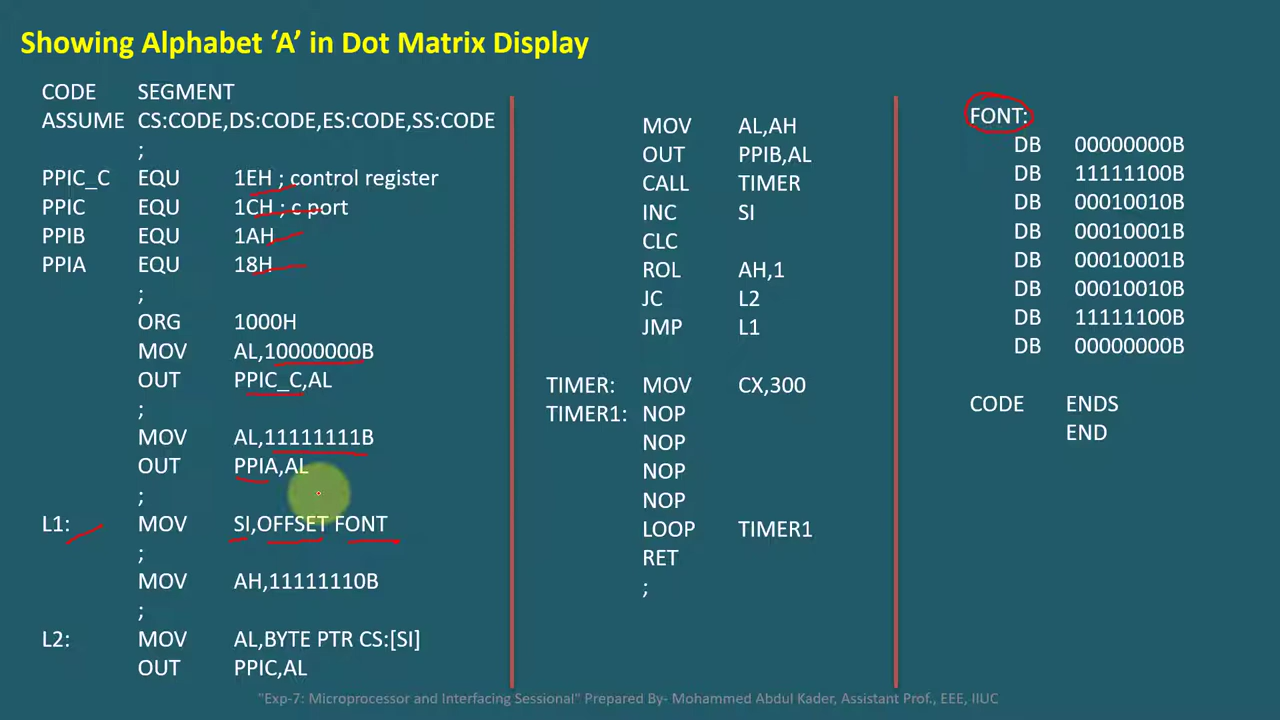 Showing Alphabet ‘A’ in Dot Matrix Display
CODE SEGMENT
ASSUME CS:CODE,DS:CODE,ES:CODE,SS:CODE
;
PPIC_C EQU 1EH ; control register
PPIC EQU 1CH ; c port
PPIB EQU 1AH
PPIA EQU 18H
;
ORG 1000H
MOV AL,10000000B
OUT PPIC_C,AL
;
MOV AL,11111111B
OUT PPIA,AL
;
L1: MOV SI,OFFSET FONT
;
MOV AH,11111110B
;
L2: MOV AL,BYTE PTR CS:[SI]
OUT PPIC,AL
MOV AL,AH
OUT PPIB,AL
CALL TIMER
INC SI
CLC
ROL AH,1
JC L2
JMP L1
TIMER: MOV CX,300
TIMER1: NOP
NOP
NOP
NOP
LOOP TIMER1
RET
;
FONT:
DB 00000000B
DB 11111100B
DB 00010010B
DB 00010001B
DB 00010001B
DB 00010010B
DB 11111100B
DB 00000000B
CODE ENDS
END
"Exp-7: Microprocessor and Interfacing Sessional" Prepared By- Mohammed Abdul Kader, Assistant Prof., EEE, IIUC